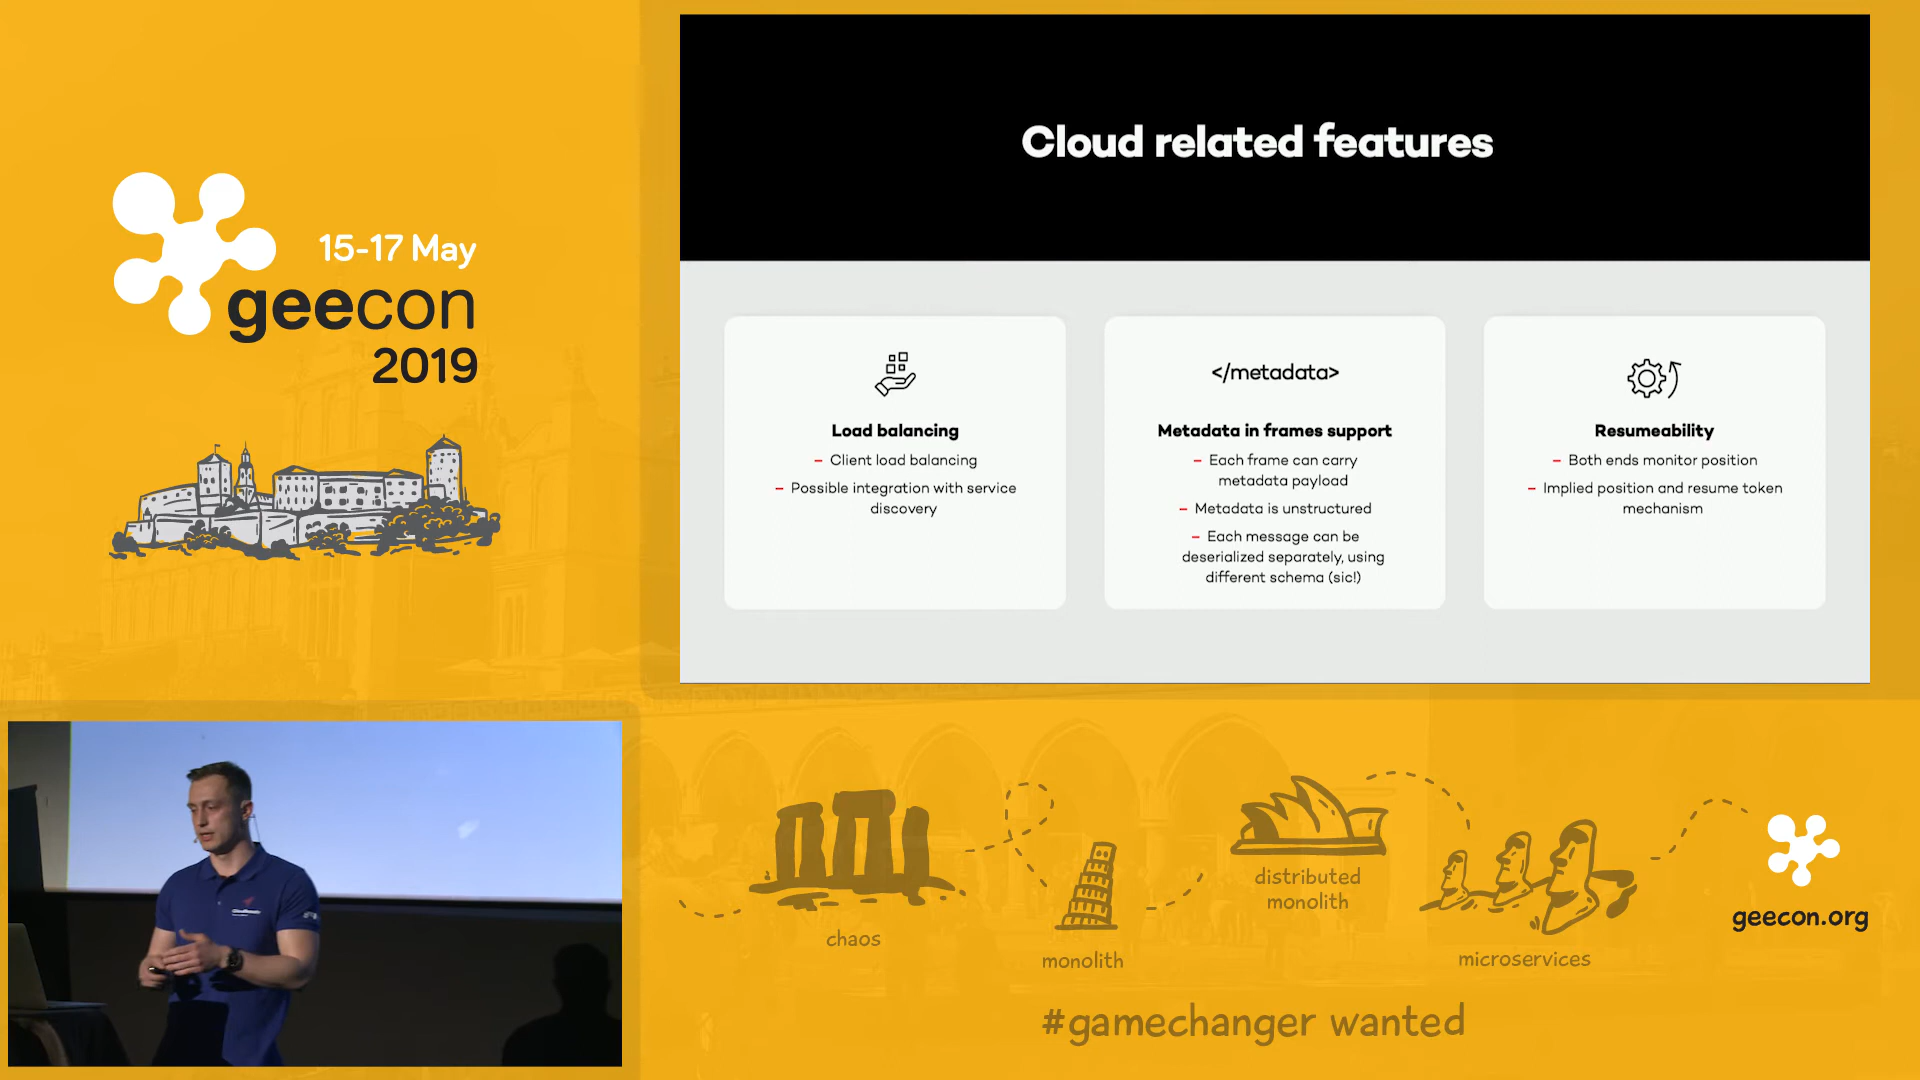 15-17 May
geecon
2019
Cloud related features
Load balancing
– Client load balancing
– Possible integration with service
discovery
</metadata>
Metadata in frames support
– Each frame can carry
metadata payload
– Metadata is unstructured
– Each message can be
deserialized separately, using
different schema (sic!)
Resumeability
– Both ends monitor position
– Implied position and resume token
mechanism
chaos
monolith
distributed
monolith
microservices
geecon.org
#gamechanger wanted